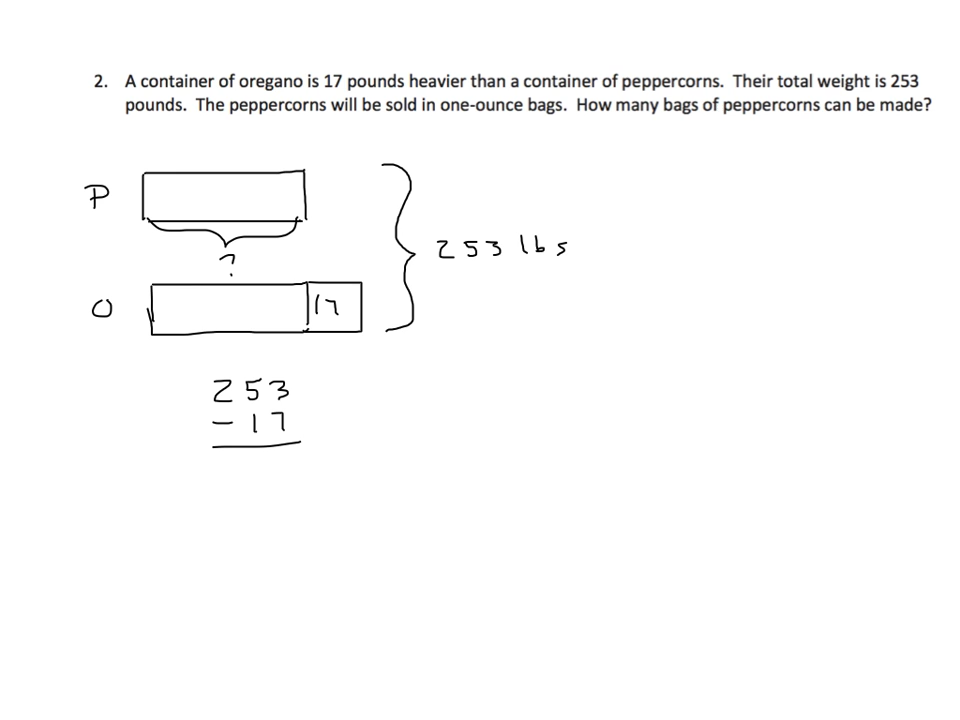 2. A container of oregano is 17 pounds heavier than a container of peppercorns. Their total weight is 253
pounds. The peppercorns will be sold in one-ounce bags. How many bags of peppercorns can be made?
P
?
253 lbs
O 17
253
- 17